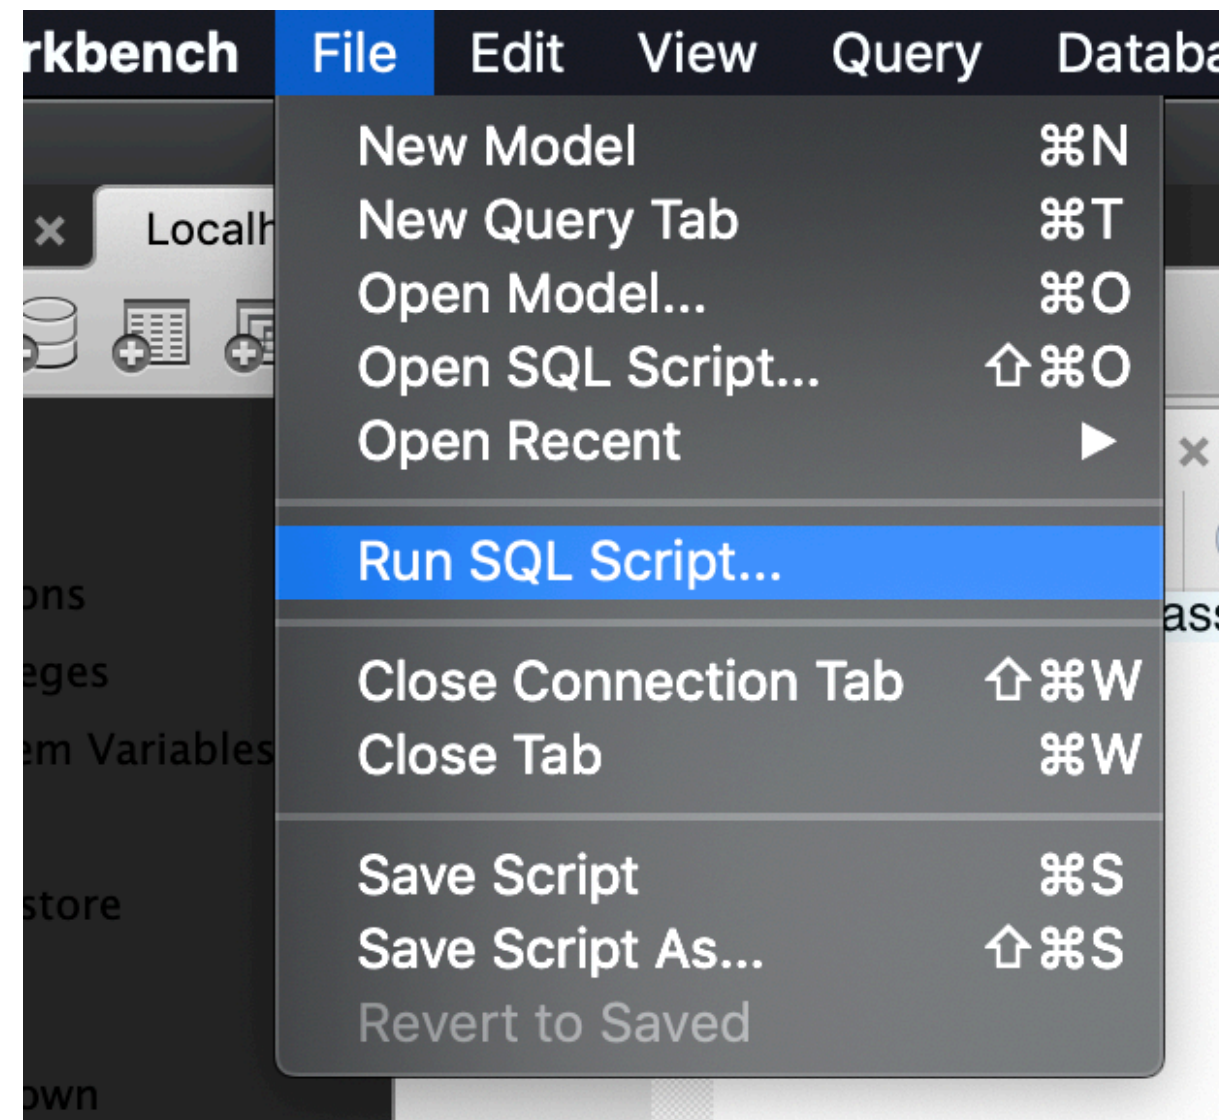 rkbench File Edit View Query Databa
New Model ⌘N
Localh
New Query Tab ⌘T
Open Model... ⌘O
Open SQL Script... ⇧⌘O
Open Recent ▶
Run SQL Script...
ons
ass
eges
Close Connection Tab ⇧⌘W
em Variables
Close Tab ⌘W
Save Script ⌘S
store
Save Script As... ⇧⌘S
Revert to Saved
own